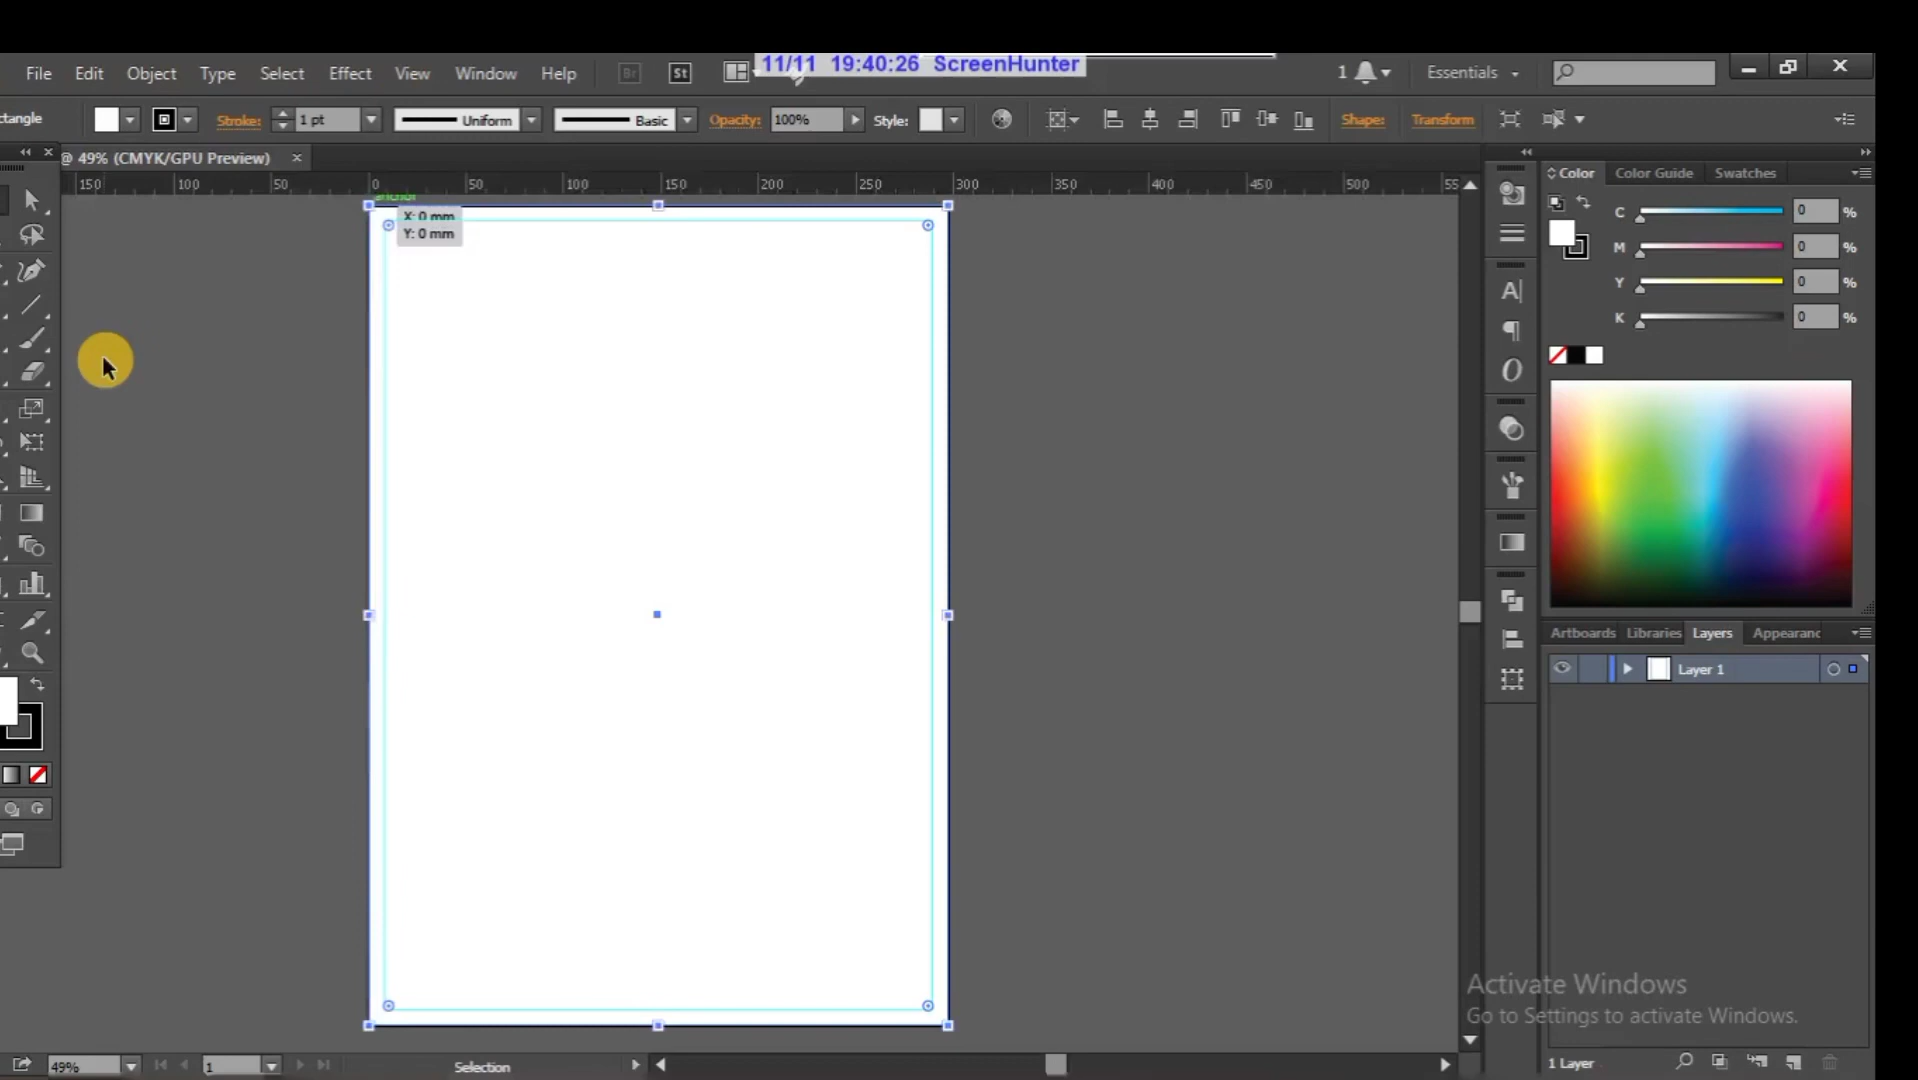 11/11 19:40:26 ScreenHunter
File Edit Object Type Select Effect View Window Help Br St 1 Essentials
ctangle Stroke: 1 pt Uniform Basic Opacity: 100% Style: Shape: Transform
@ 49% (CMYK/GPU Preview)
150 100 50 0 50 100 150 200 250 300 350 400 450 500 55
anchor
X: 0 mm
Y: 0 mm
Color Color Guide Swatches
C 0 %
M 0 %
Y 0 %
K 0 %
Artboards Libraries Layers Appearanc
Layer 1
Activate Windows
Go to Settings to activate Windows.
49% 1 Selection 1 Layer